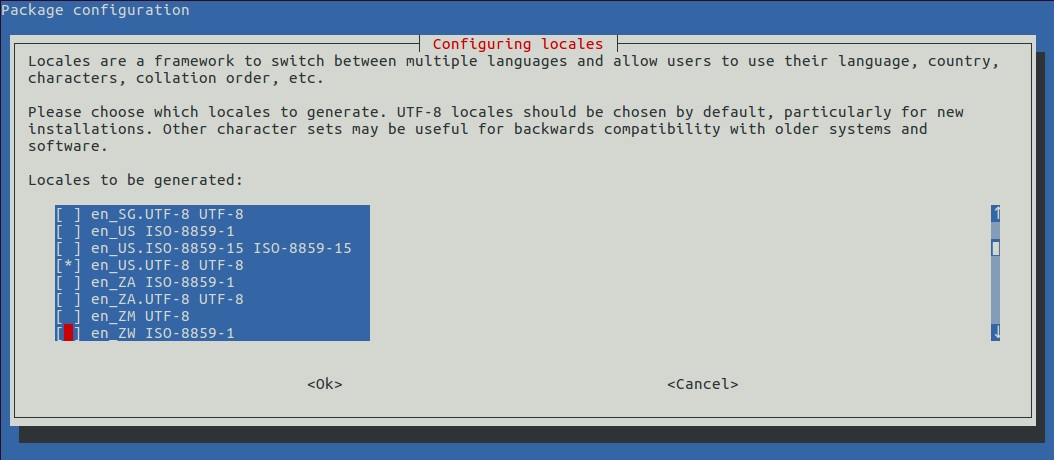 Package configuration
Configuring locales
Locales are a framework to switch between multiple languages and allow users to use their language, country,
characters, collation order, etc.
Please choose which locales to generate. UTF-8 locales should be chosen by default, particularly for new
installations. Other character sets may be useful for backwards compatibility with older systems and
software.
Locales to be generated:
[ ] en_SG.UTF-8 UTF-8
[ ] en_US ISO-8859-1
[ ] en_US.ISO-8859-15 ISO-8859-15
[*] en_US.UTF-8 UTF-8
[ ] en_ZA ISO-8859-1
[ ] en_ZA.UTF-8 UTF-8
[ ] en_ZM UTF-8
[ ] en_ZW ISO-8859-1
<Ok> <Cancel>